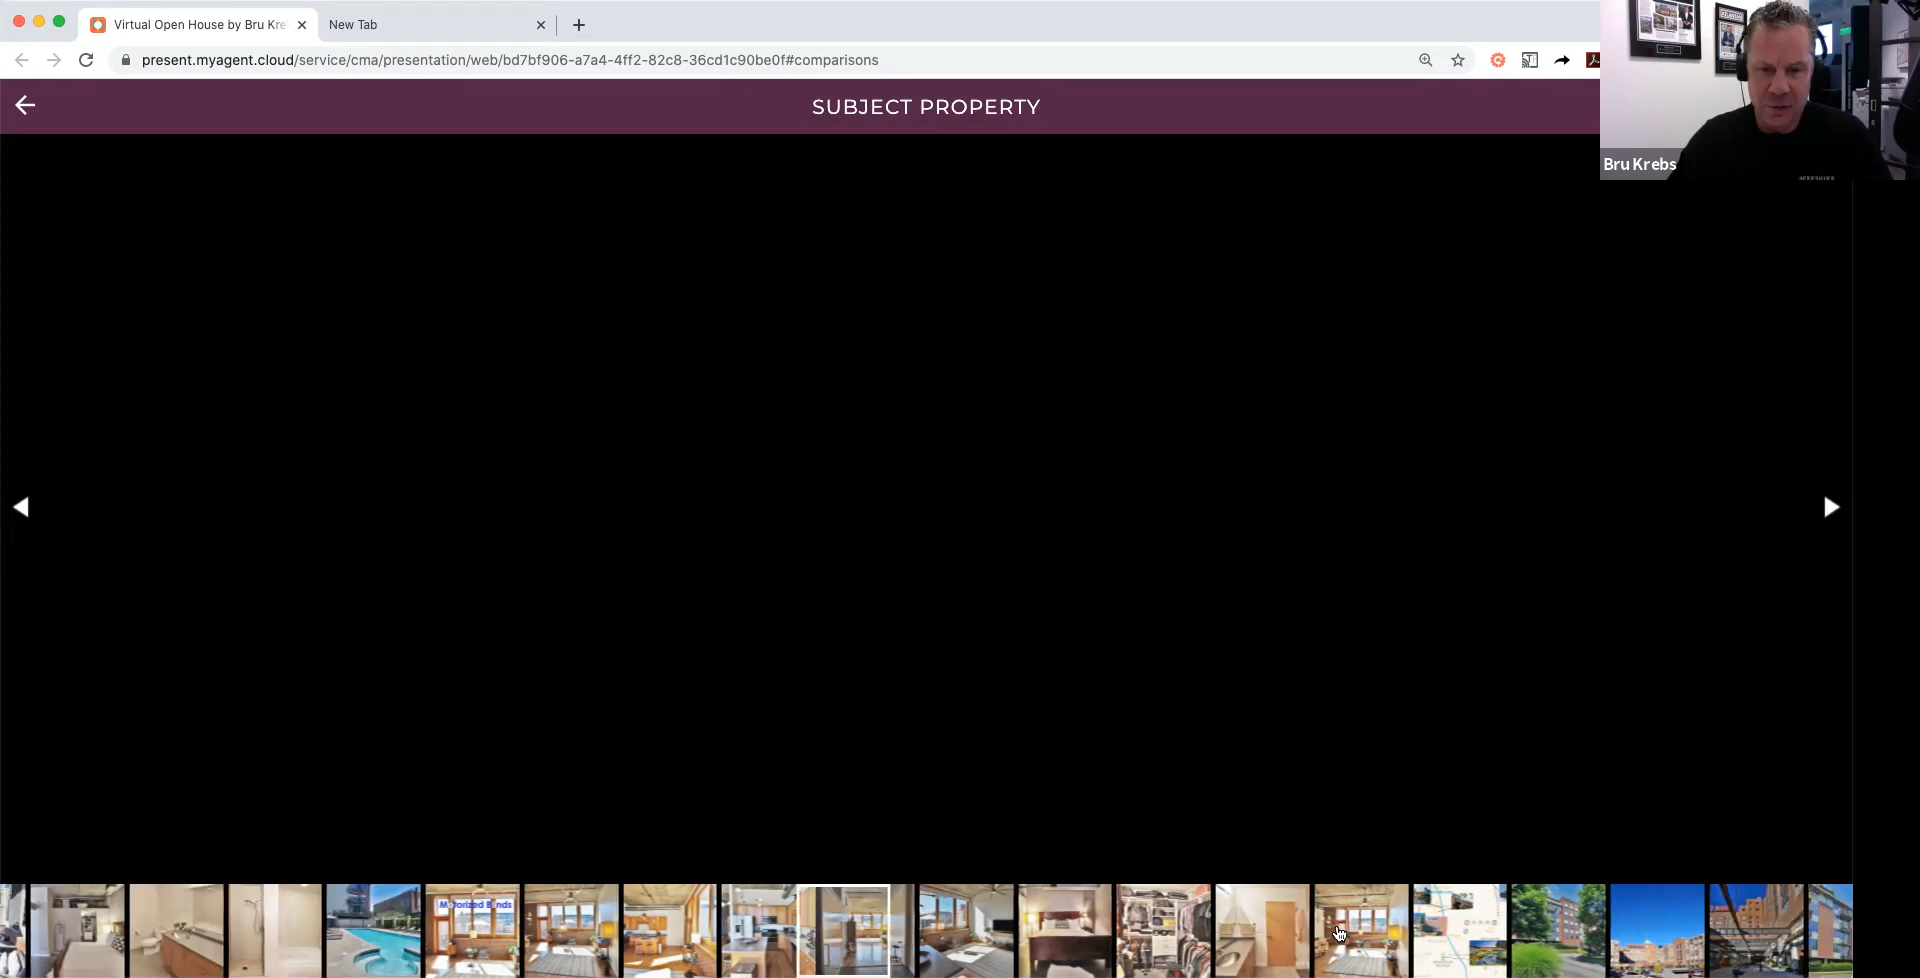 Virtual Open House by Bru Kre
New Tab
present.myagent.cloud/service/cma/presentation/web/bd7bf906-a7a4-4ff2-82c8-36cd1c90be0f#comparisons
SUBJECT PROPERTY
Bru Krebs